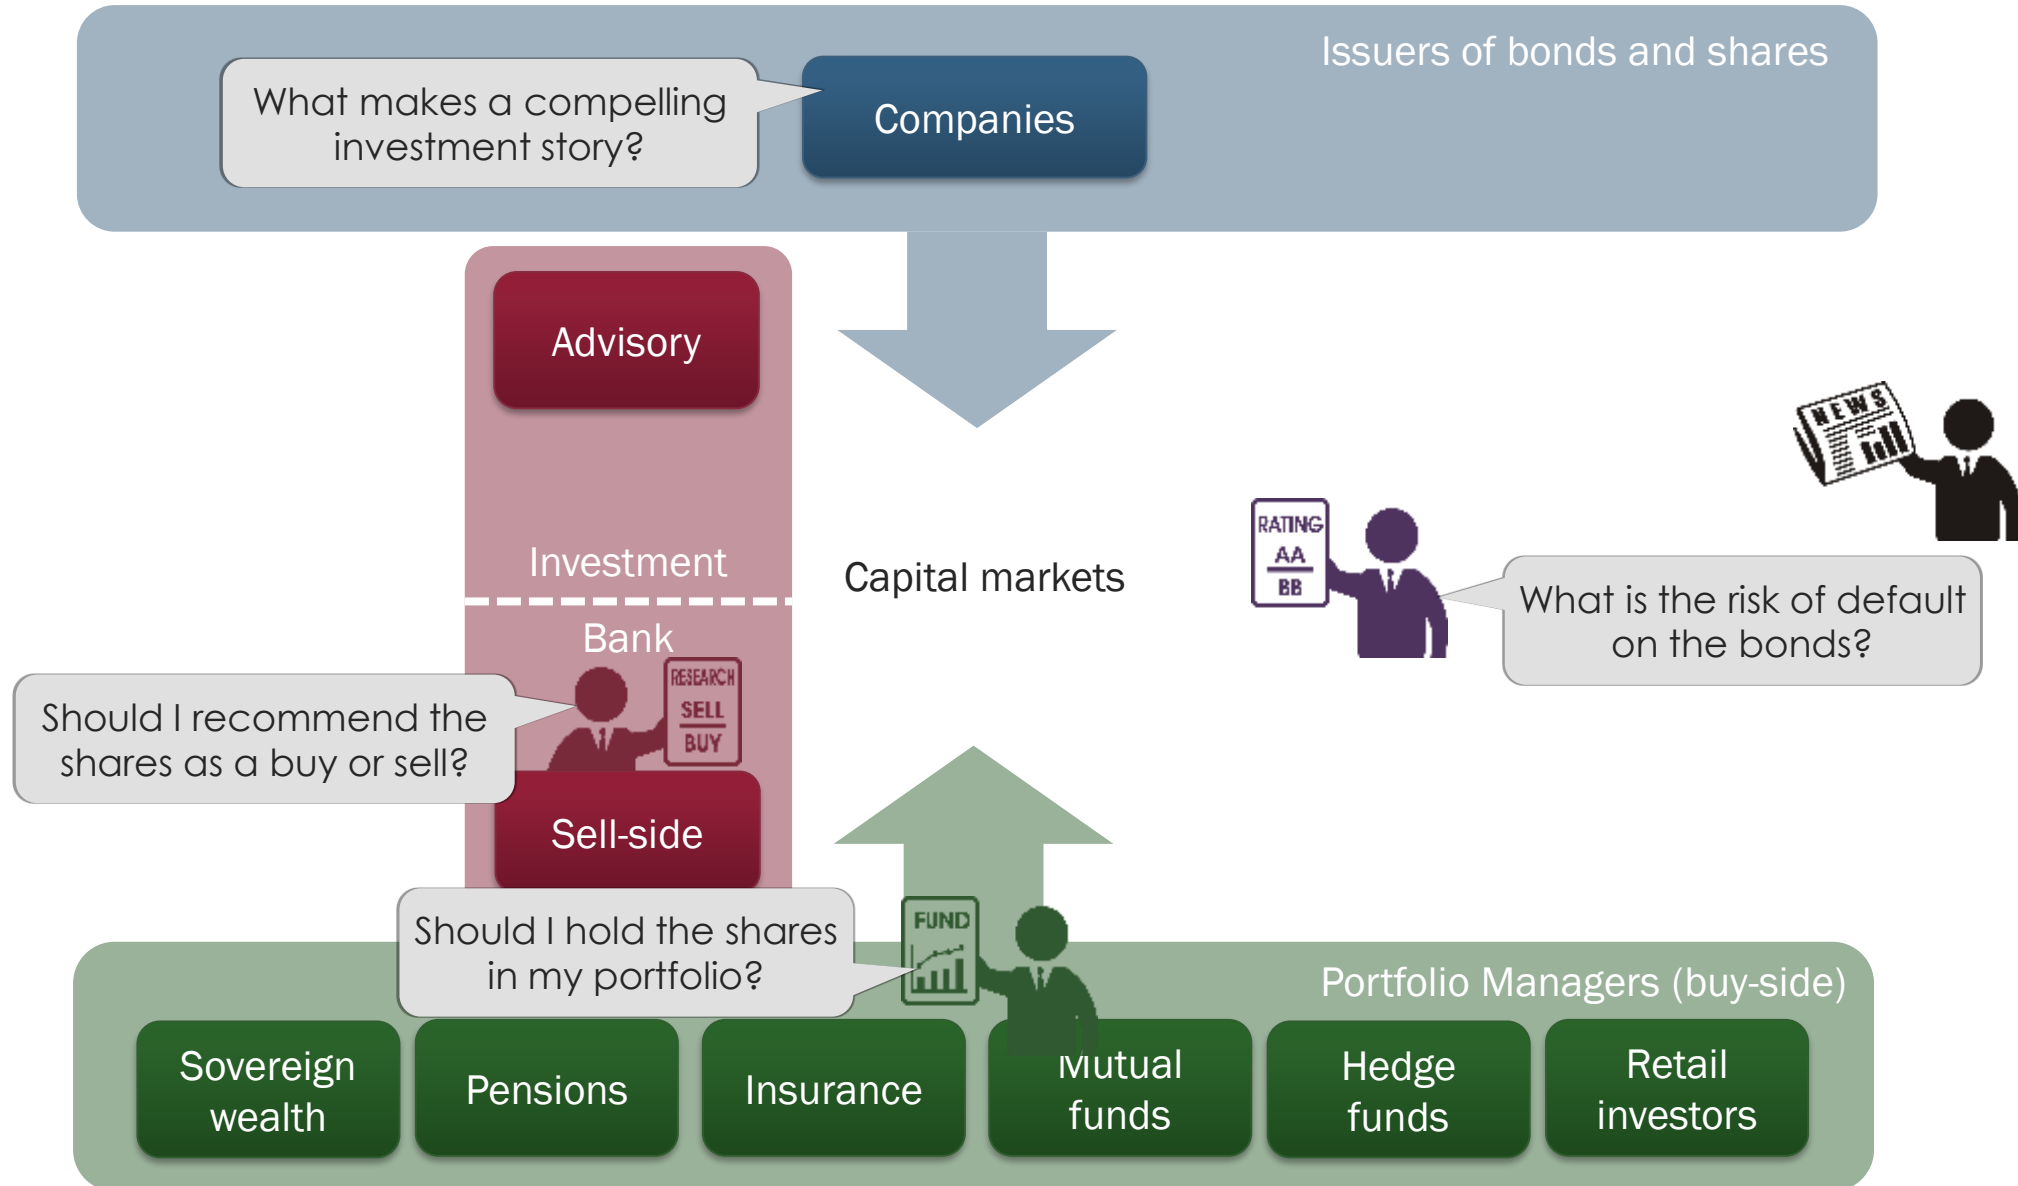 Issuers of bonds and shares
What makes a compelling
investment story?
Companies
Advisory
Investment
Bank
Capital markets
NEWS
RATING
AA
BB
What is the risk of default
on the bonds?
RESEARCH
SELL
BUY
Should I recommend the
shares as a buy or sell?
Sell-side
Should I hold the shares
in my portfolio?
FUND
Portfolio Managers (buy-side)
Sovereign
wealth
Pensions
Insurance
Mutual
funds
Hedge
funds
Retail
investors